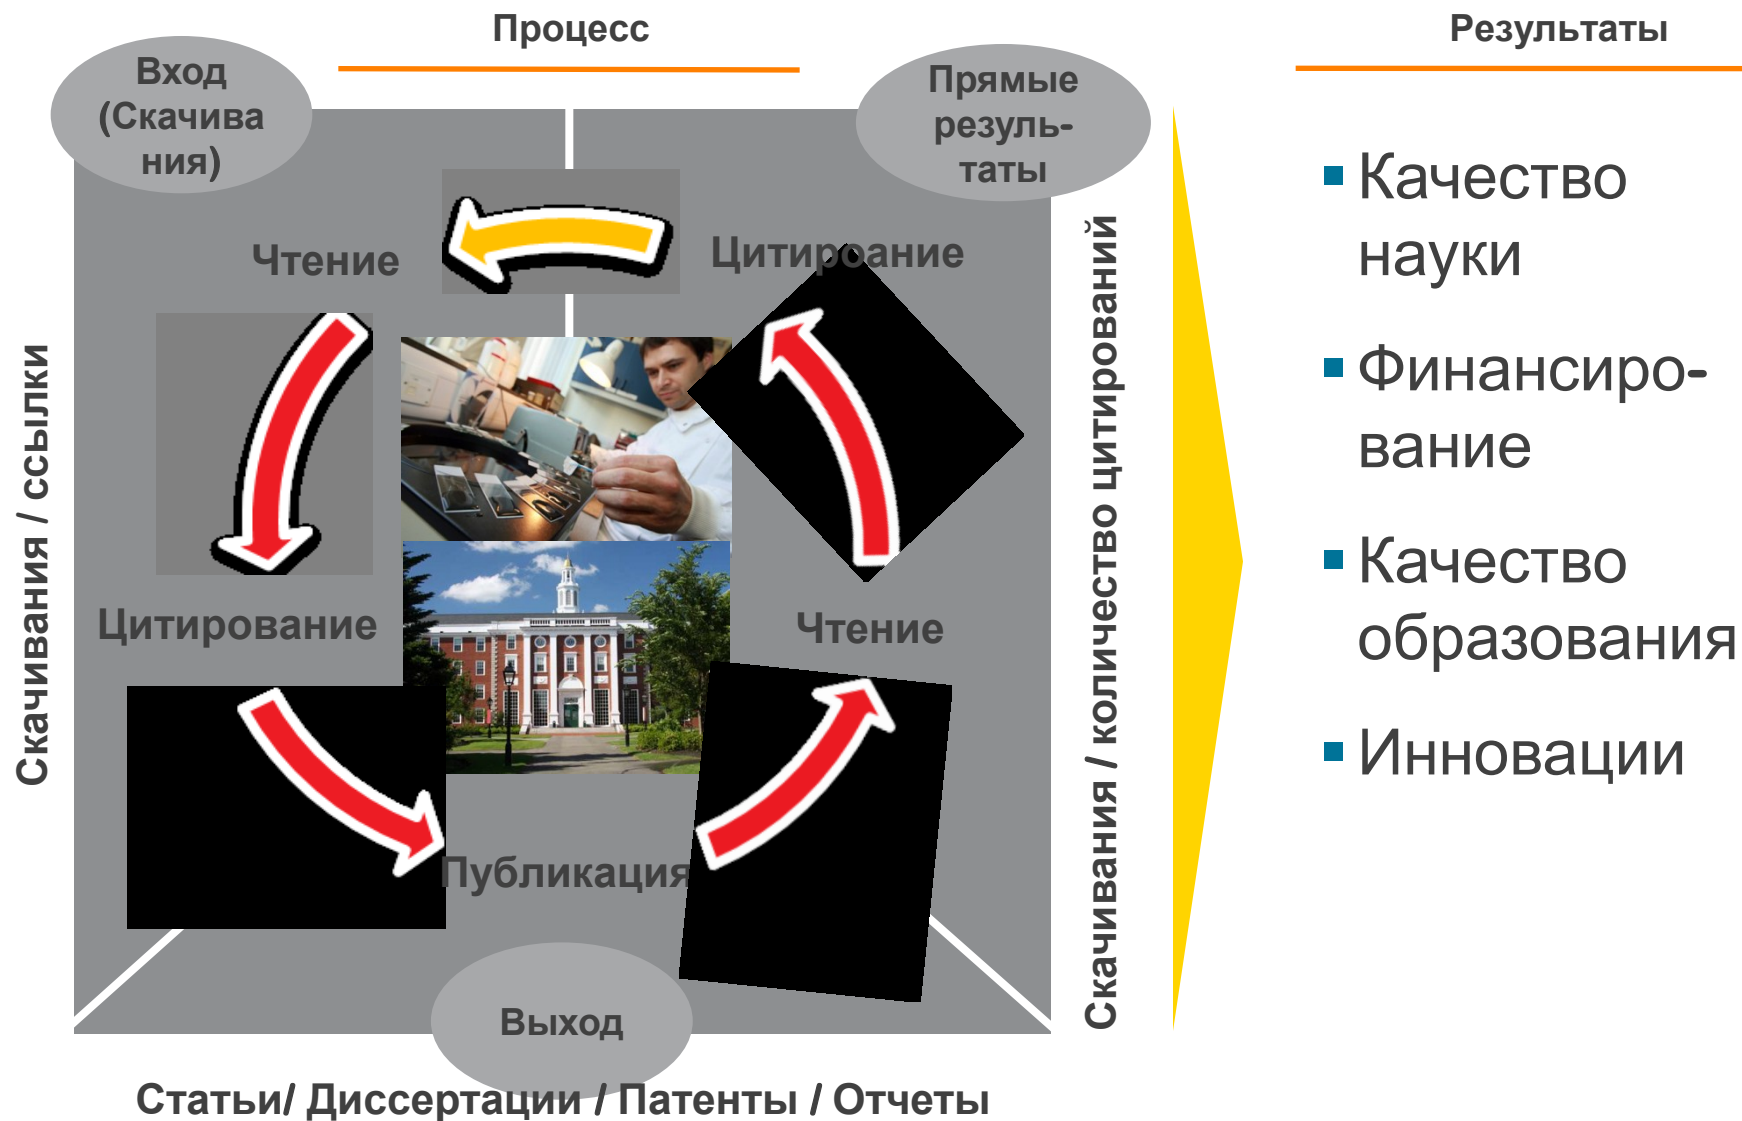 Процесс
Результаты
Вход
(Скачива
ния)
Прямые
резуль-
таты
Чтение
Цитироание
Скачивания / ссылки
Скачивания / количество цитирований
Цитирование
Чтение
Публикация
Выход
Статьи/ Диссертации / Патенты / Отчеты
Качество
науки
Финансиро-
вание
Качество
образования
Инновации